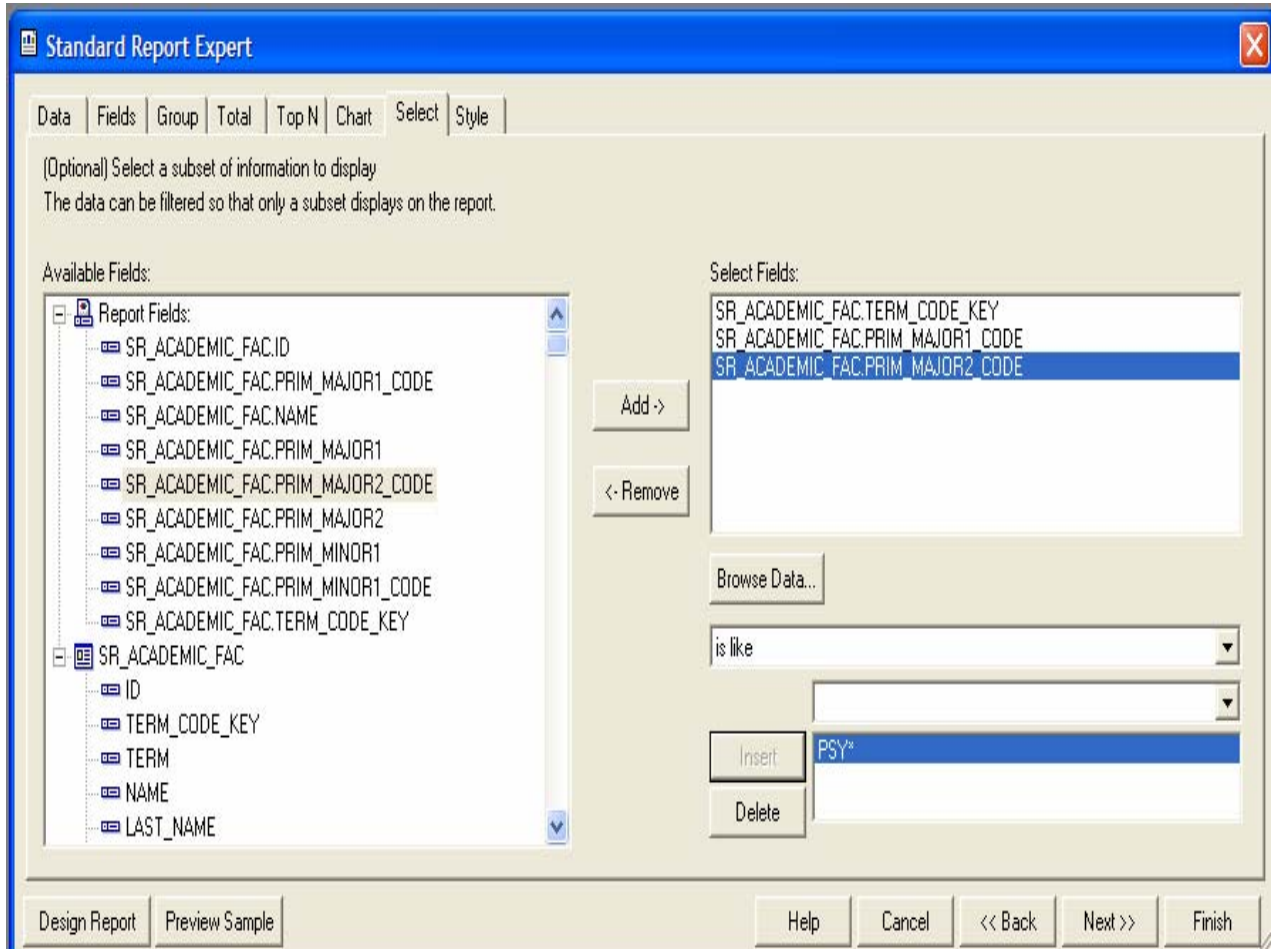 Standard Report Expert
Data Fields Group Total Top N Chart Select Style
(Optional) Select a subset of information to display
The data can be filtered so that only a subset displays on the report.
Available Fields:
Report Fields:
SR_ACADEMIC_FAC.ID
SR_ACADEMIC_FAC.PRIM_MAJOR1_CODE
SR_ACADEMIC_FAC.NAME
SR_ACADEMIC_FAC.PRIM_MAJOR1
SR_ACADEMIC_FAC.PRIM_MAJOR2_CODE
SR_ACADEMIC_FAC.PRIM_MAJOR2
SR_ACADEMIC_FAC.PRIM_MINOR1
SR_ACADEMIC_FAC.PRIM_MINOR1_CODE
SR_ACADEMIC_FAC.TERM_CODE_KEY
SR_ACADEMIC_FAC
ID
TERM_CODE_KEY
TERM
NAME
LAST_NAME
Add ->
<- Remove
Select Fields:
SR_ACADEMIC_FAC.TERM_CODE_KEY
SR_ACADEMIC_FAC.PRIM_MAJOR1_CODE
SR_ACADEMIC_FAC.PRIM_MAJOR2_CODE
Browse Data...
is like
Insert
PSY*
Delete
Design Report Preview Sample Help Cancel << Back Next >> Finish